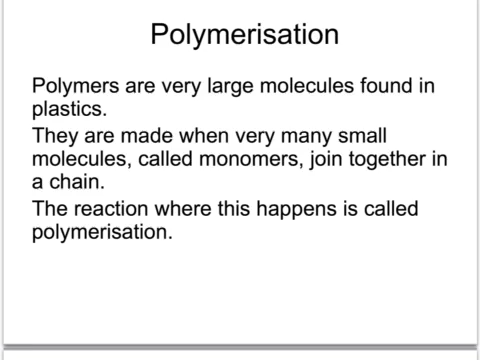 Polymerisation
Polymers are very large molecules found in
plastics.
They are made when very many small
molecules, called monomers, join together in
a chain.
The reaction where this happens is called
polymerisation.